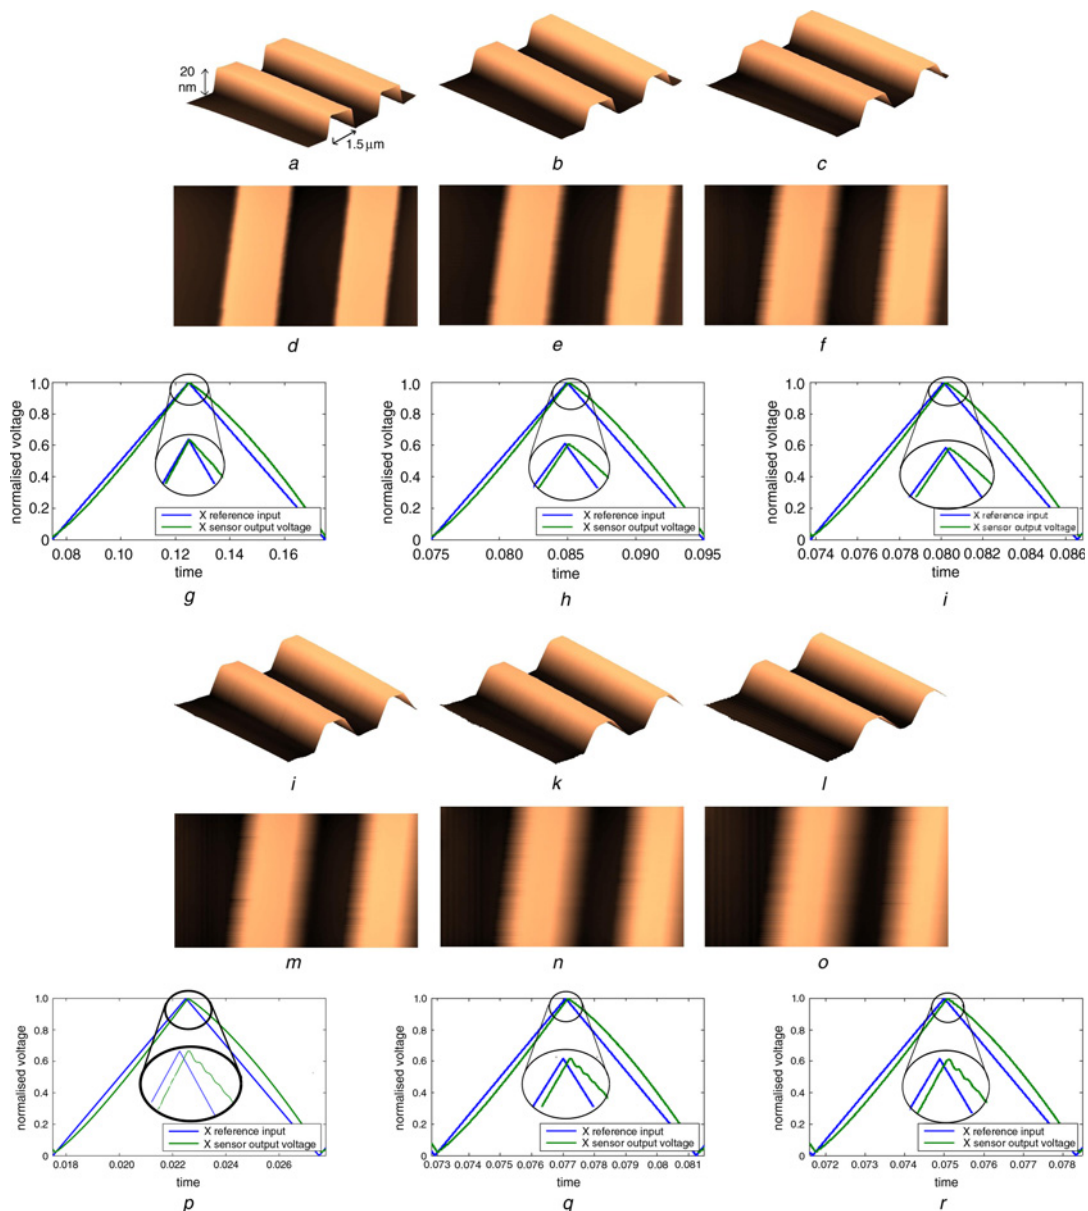 20
nm
1.5 μm
a
b
c
d
e
f
normalised voltage
1.0
0.8
0.6
0.4
0.2
0
0.08 0.10 0.12 0.14 0.16
time
X reference input
X sensor output voltage
g
normalised voltage
1.0
0.8
0.6
0.4
0.2
0
0.075 0.080 0.085 0.090 0.095
time
X reference input
X sensor output voltage
h
normalised voltage
1.0
0.8
0.6
0.4
0.2
0
0.074 0.076 0.078 0.080 0.082 0.084 0.086
time
X reference input
X sensor output voltage
i
i
k
l
m
n
o
normalised voltage
1.0
0.8
0.6
0.4
0.2
0
0.018 0.020 0.022 0.024 0.026
time
X reference input
X sensor output voltage
p
normalised voltage
1.0
0.8
0.6
0.4
0.2
0
0.073 0.074 0.075 0.076 0.077 0.078 0.079 0.080 0.081
time
X reference input
X sensor output voltage
q
normalised voltage
1.0
0.8
0.6
0.4
0.2
0
0.072 0.073 0.074 0.075 0.076 0.077 0.078
time
X reference input
X sensor output voltage
r